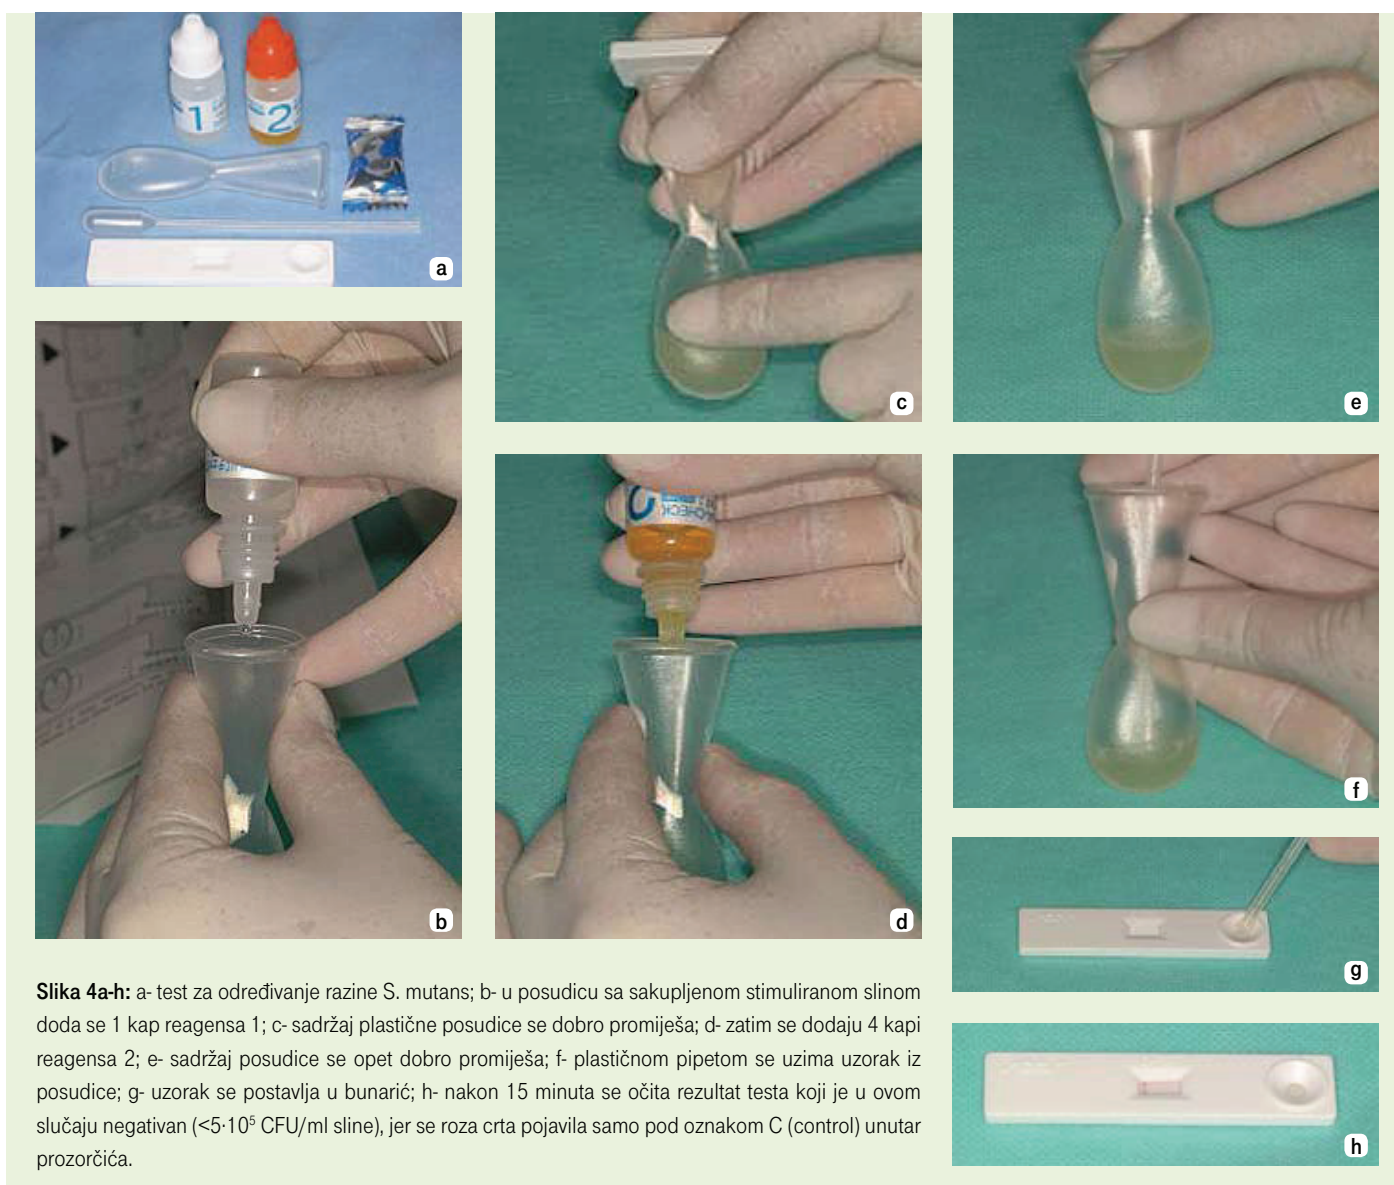 1
2
a
c
e
b
CHECK
d
f
g
h
Slika 4a-h: a- test za određivanje razine S. mutans; b- u posudicu sa sakupljenom stimuliranom slinom
doda se 1 kap reagensa 1; c- sadržaj plastične posudice se dobro promiješa; d- zatim se dodaju 4 kapi
reagensa 2; e- sadržaj posudice se opet dobro promiješa; f- plastičnom pipetom se uzima uzorak iz
posudice; g- uzorak se postavlja u bunarić; h- nakon 15 minuta se očita rezultat testa koji je u ovom
slučaju negativan (<5·10⁵ CFU/ml sline), jer se roza crta pojavila samo pod oznakom C (control) unutar
prozorčića.